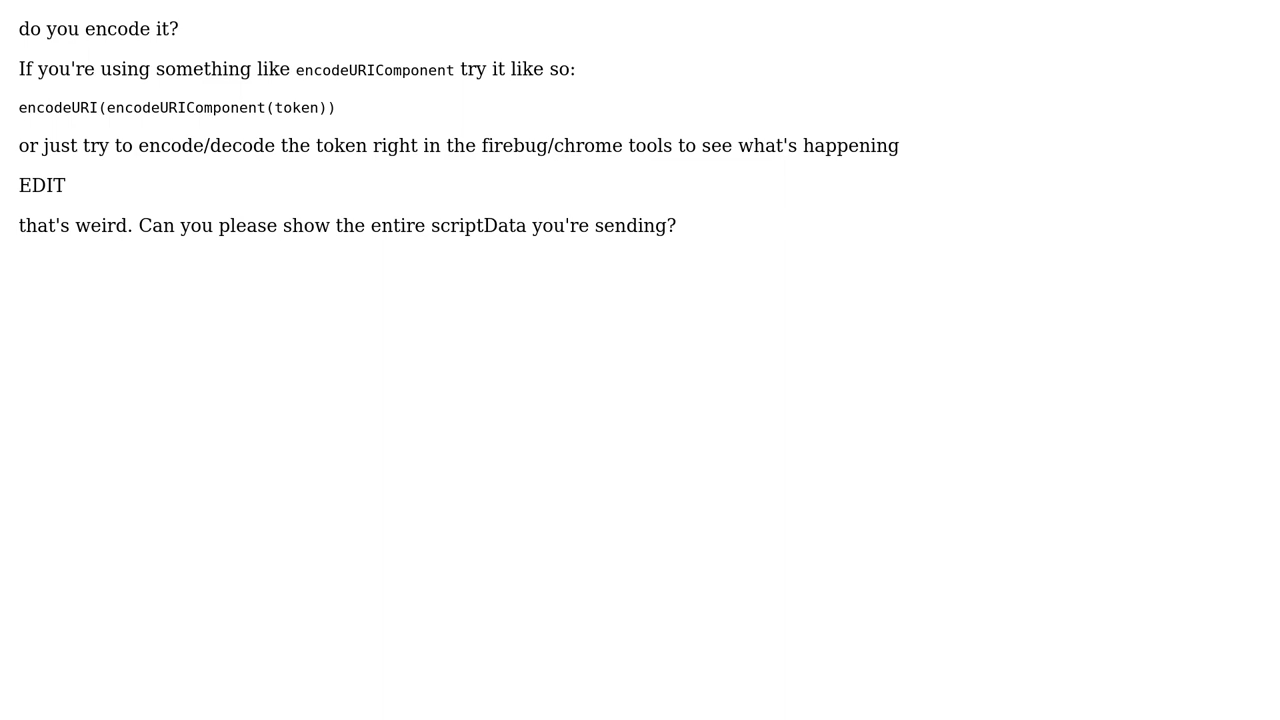 do you encode it?
If you're using something like encodeURIComponent try it like so:
encodeURI(encodeURIComponent(token))
or just try to encode/decode the token right in the firebug/chrome tools to see what's happening
EDIT
that's weird. Can you please show the entire scriptData you're sending?